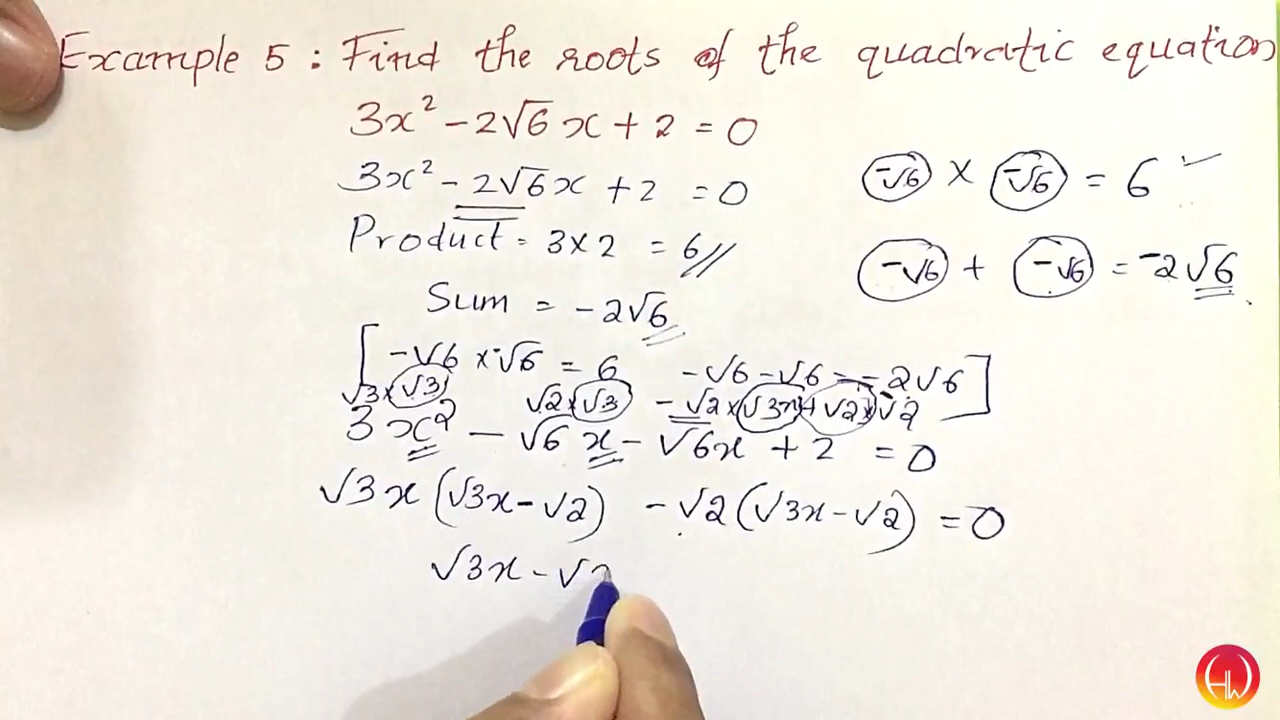 Example 5 : Find the roots of the quadratic equation
3x² - 2√6 x + 2 = 0
3x² - 2√6x + 2 = 0
Product = 3 × 2 = 6//
Sum = -2√6
(-√6) × (-√6) = 6 ✓
(-√6) + (-√6) = -2√6
[ -√6 × -√6 = 6 -√6 -√6 = -2√6 ]
√3 × √3 √2 × √3 - √2 × √3x + √2 × √2
3x² - √6 x - √6x + 2 = 0
√3x (√3x - √2) - √2 (√3x - √2) = 0
√3x - √2